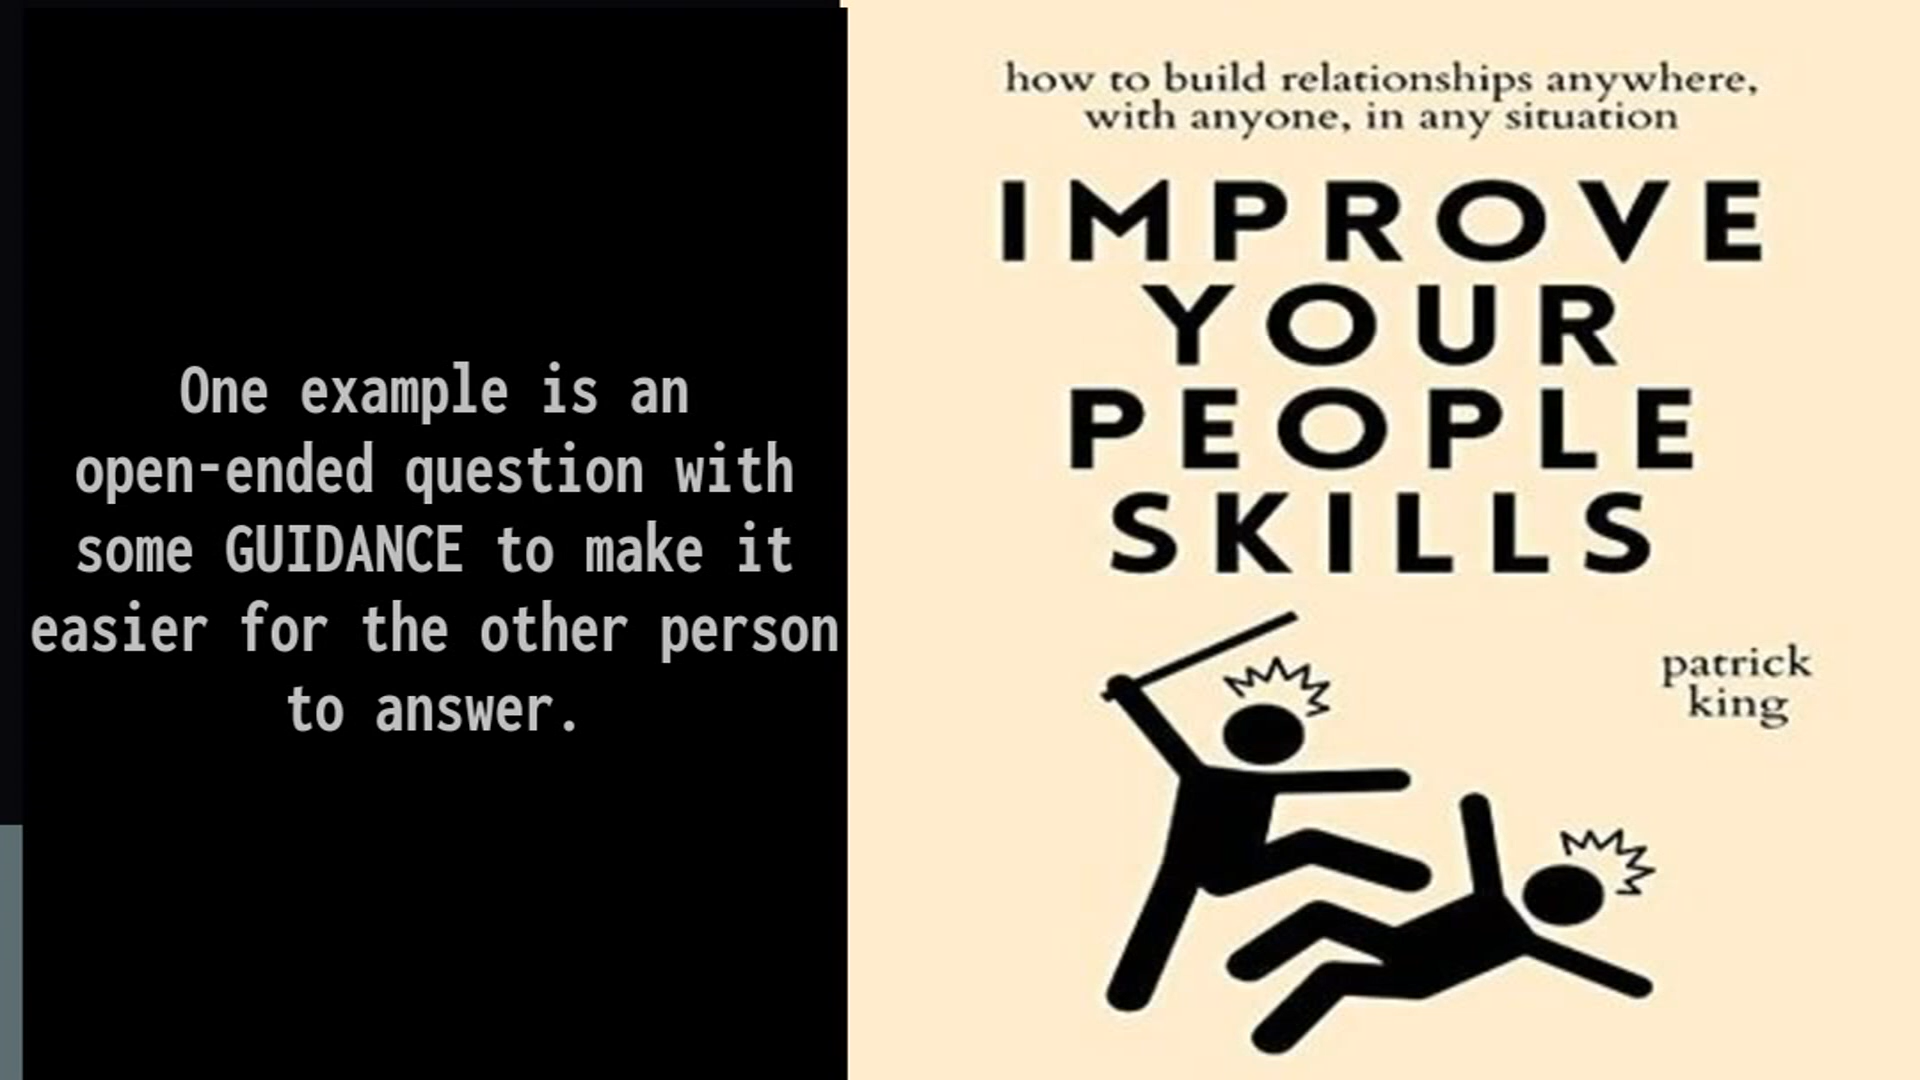 One example is an
open-ended question with
some GUIDANCE to make it
easier for the other person
to answer.
how to build relationships anywhere,
with anyone, in any situation
IMPROVE
YOUR
PEOPLE
SKILLS
patrick
king